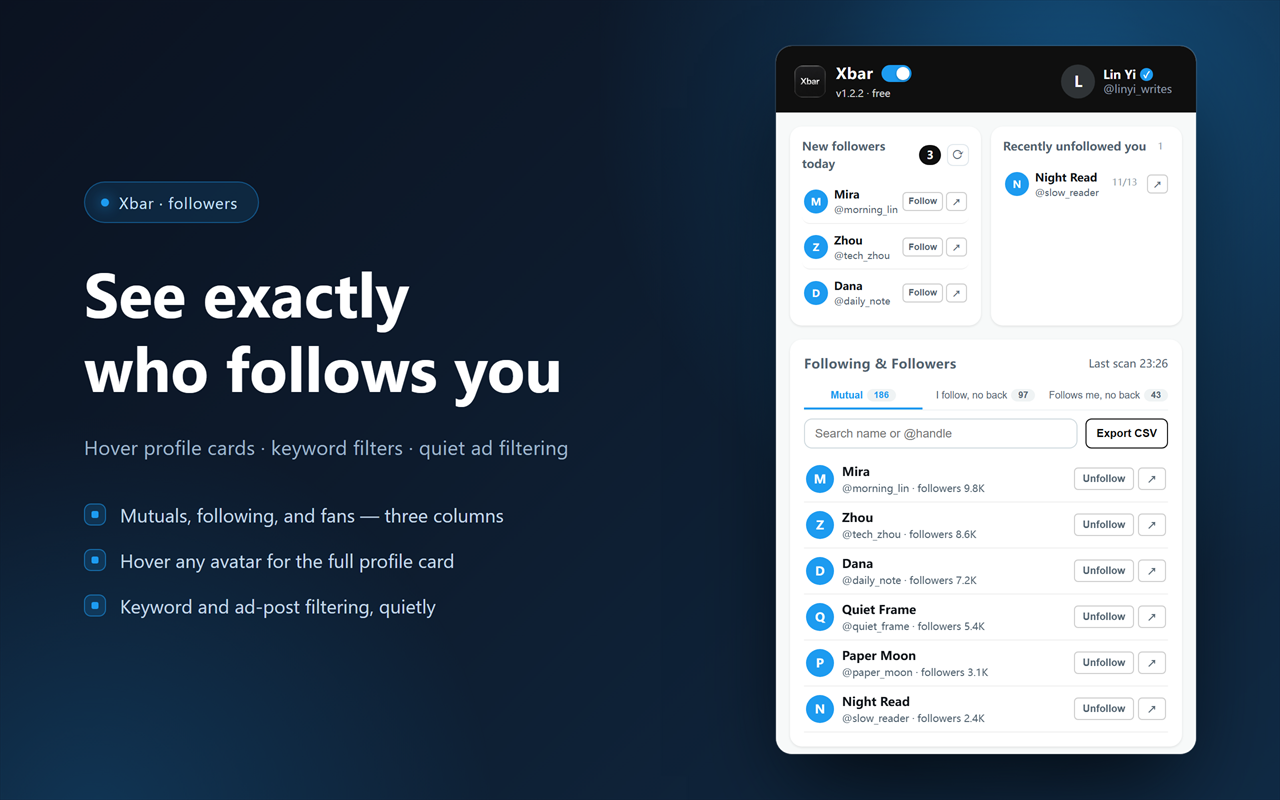 Xbar · followers
See exactly
who follows you
Hover profile cards · keyword filters · quiet ad filtering
Mutuals, following, and fans — three columns
Hover any avatar for the full profile card
Keyword and ad-post filtering, quietly
Xbar
Xbar
v1.2.2 · free
L
Lin Yi
@linyi_writes
New followers
today
3
M
Mira
@morning_lin
Follow
↗
Z
Zhou
@tech_zhou
Follow
↗
D
Dana
@daily_note
Follow
↗
Recently unfollowed you 1
N
Night Read
@slow_reader
11/13
↗
Following & Followers
Last scan 23:26
Mutual 186
I follow, no back 97
Follows me, no back 43
Search name or @handle
Export CSV
M
Mira
@morning_lin · followers 9.8K
Unfollow
↗
Z
Zhou
@tech_zhou · followers 8.6K
Unfollow
↗
D
Dana
@daily_note · followers 7.2K
Unfollow
↗
Q
Quiet Frame
@quiet_frame · followers 5.4K
Unfollow
↗
P
Paper Moon
@paper_moon · followers 3.1K
Unfollow
↗
N
Night Read
@slow_reader · followers 2.4K
Unfollow
↗